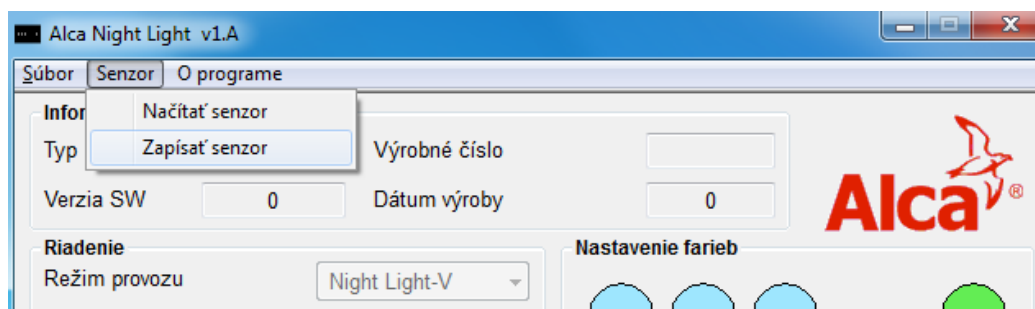 Alca Night Light v1.A
Súbor Senzor O programe
Infor
Načítať senzor
Zapísať senzor
Typ
Výrobné číslo
Verzia SW 0 Dátum výroby 0
Alca®
Riadenie
Režim provozu Night Light-V
Nastavenie farieb